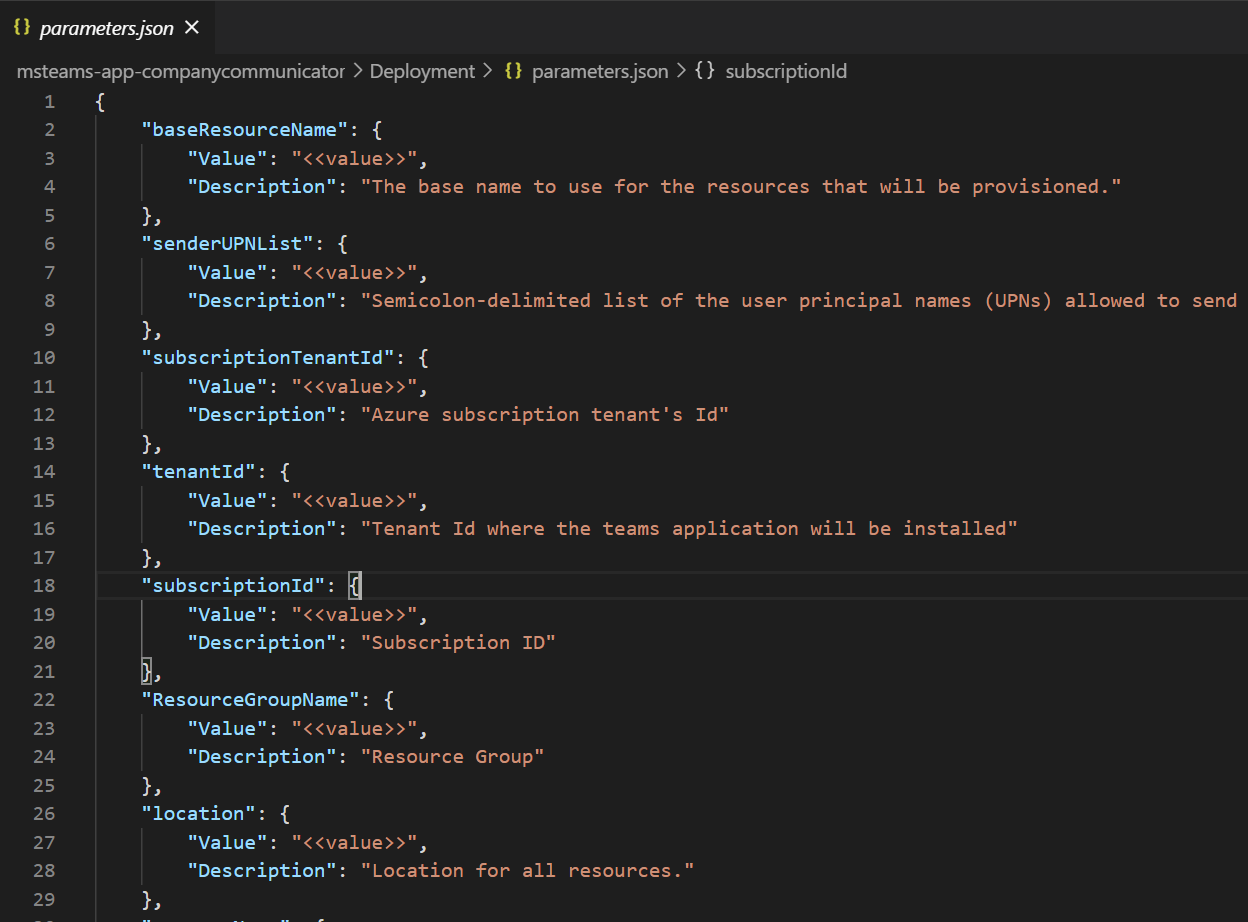 {} parameters.json ×
msteams-app-companycommunicator > Deployment > {} parameters.json > {} subscriptionId
1 {
2 "baseResourceName": {
3 "Value": "<<value>>",
4 "Description": "The base name to use for the resources that will be provisioned."
5 },
6 "senderUPNList": {
7 "Value": "<<value>>",
8 "Description": "Semicolon-delimited list of the user principal names (UPNs) allowed to send
9 },
10 "subscriptionTenantId": {
11 "Value": "<<value>>",
12 "Description": "Azure subscription tenant's Id"
13 },
14 "tenantId": {
15 "Value": "<<value>>",
16 "Description": "Tenant Id where the teams application will be installed"
17 },
18 "subscriptionId": {
19 "Value": "<<value>>",
20 "Description": "Subscription ID"
21 },
22 "ResourceGroupName": {
23 "Value": "<<value>>",
24 "Description": "Resource Group"
25 },
26 "location": {
27 "Value": "<<value>>",
28 "Description": "Location for all resources."
29 },